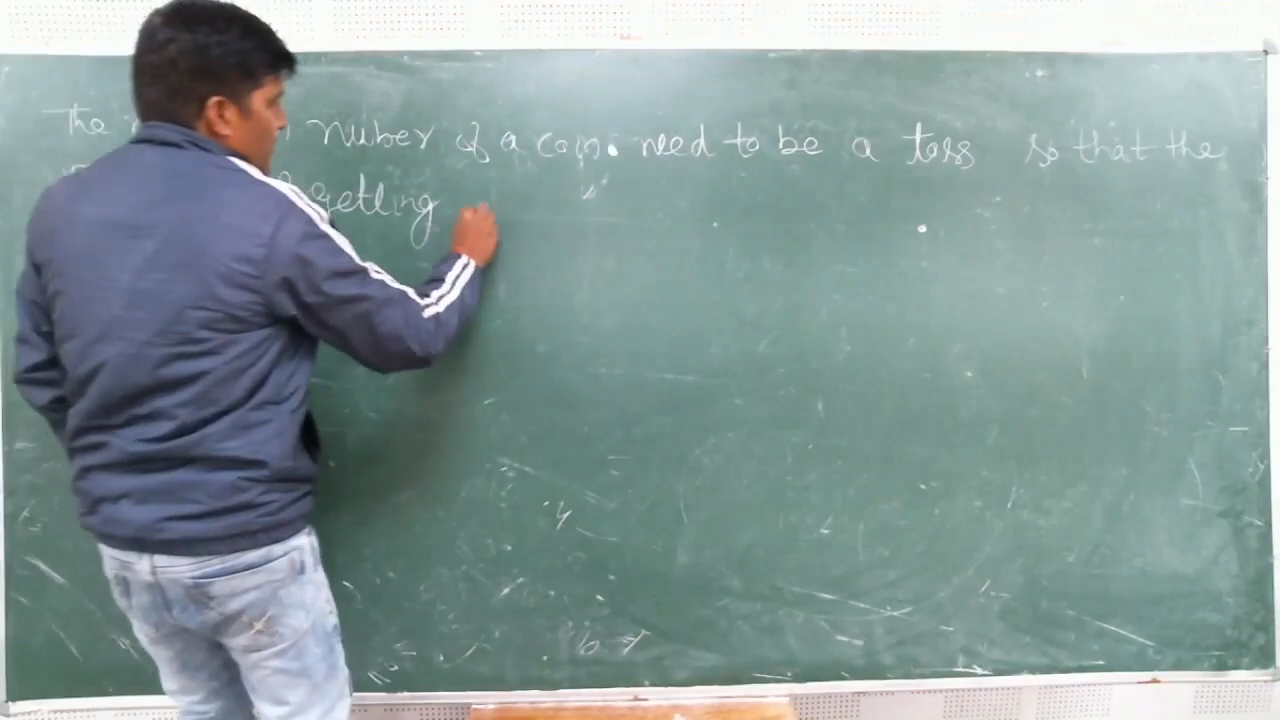 The nuber of a coin need to be a toss so that the
getting